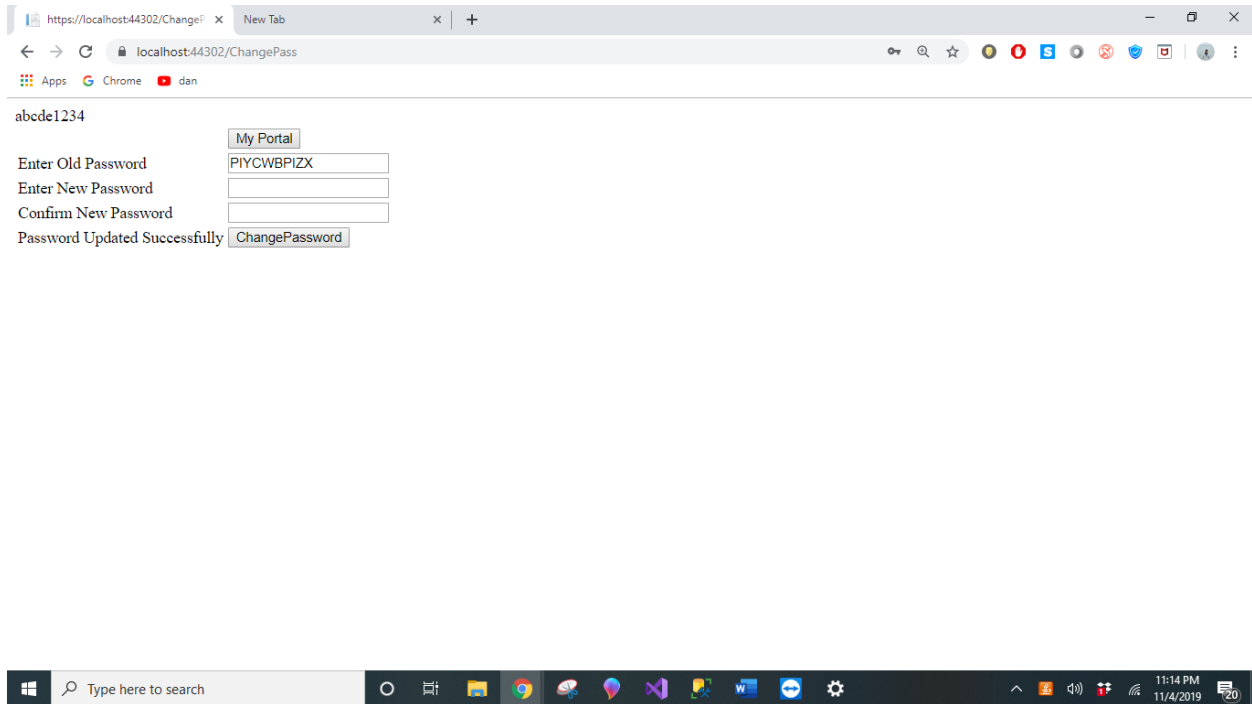 https://localhost:44302/ChangeP
New Tab
localhost:44302/ChangePass
Apps
Chrome
dan
abcde1234
My Portal
Enter Old Password PIYCWBPIZX
Enter New Password
Confirm New Password
Password Updated Successfully ChangePassword
Type here to search
11:14 PM
11/4/2019
20